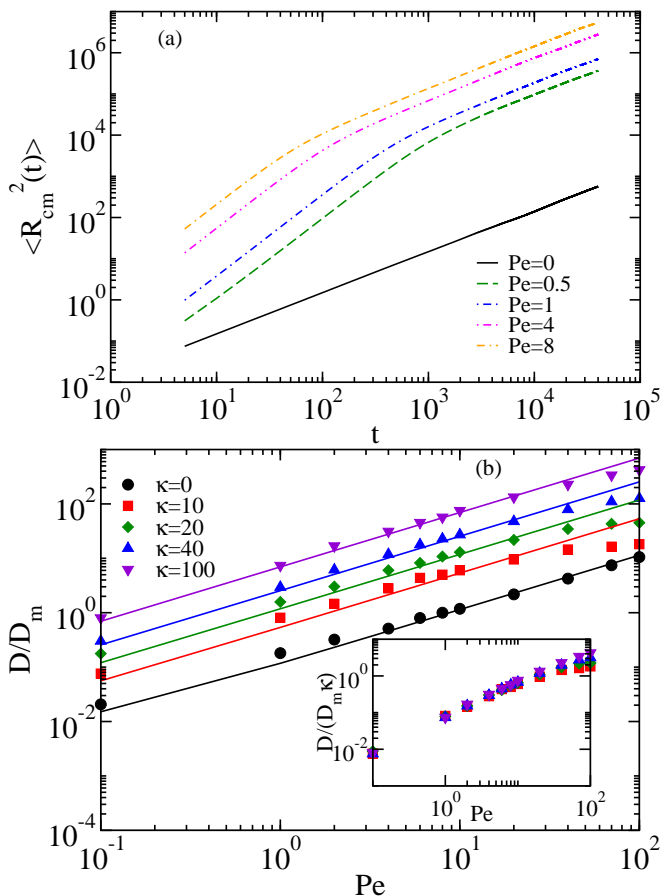 (a)
10^6
10^4
10^2
10^0
10^-2
<R_cm^2(t)>
Pe=0
Pe=0.5
Pe=1
Pe=4
Pe=8
10^0 10^1 10^2 10^3 10^4 10^5
t
(b)
κ=0
κ=10
κ=20
κ=40
κ=100
10^2
10^0
10^-2
10^-4
D/D_m
10^0
10^-2
D/(D_m κ)
10^0 10^2
Pe
10^-1 10^0 10^1 10^2
Pe